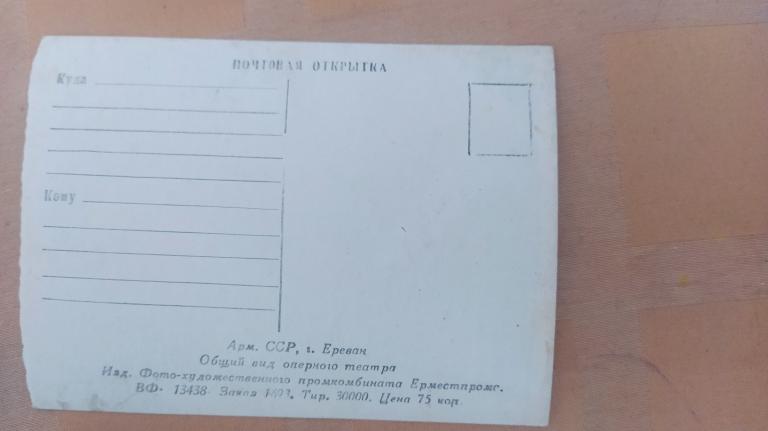 ПОЧТОВАЯ ОТКРЫТКА
Куда
Кому
Арм. ССР, г. Ереван
Общий вид оперного театра
Изд. Фото-художественного промкомбината Ерместпромс.
ВФ- 13438 Заказ Тир. 30000. Цена 75 коп.